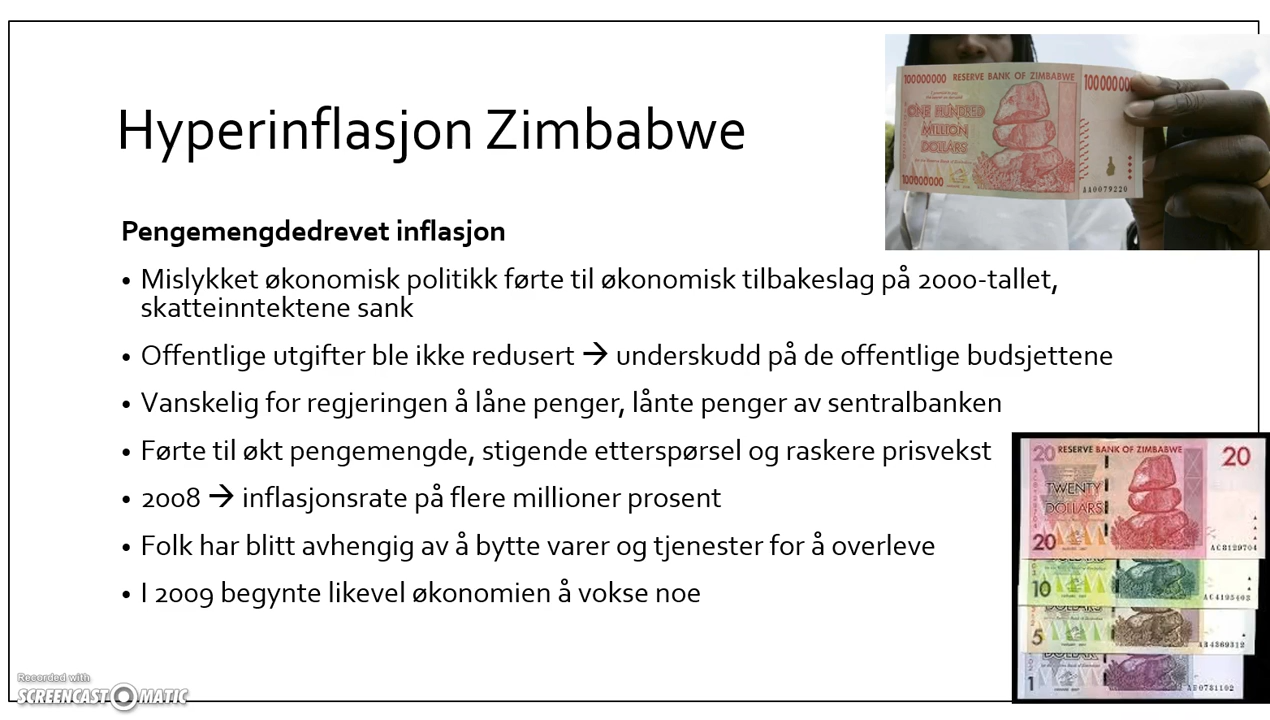 Hyperinflasjon Zimbabwe
Pengemengdedrevet inflasjon
• Mislykket økonomisk politikk førte til økonomisk tilbakeslag på 2000-tallet,
skatteinntektene sank
• Offentlige utgifter ble ikke redusert → underskudd på de offentlige budsjettene
• Vanskelig for regjeringen å låne penger, lånte penger av sentralbanken
• Førte til økt pengemengde, stigende etterspørsel og raskere prisvekst
• 2008 → inflasjonsrate på flere millioner prosent
• Folk har blitt avhengig av å bytte varer og tjenester for å overleve
• I 2009 begynte likevel økonomien å vokse noe
100000000 RESERVE BANK OF ZIMBABWE 100000000
ONE HUNDRED
MILLION
DOLLARS
100000000
AA0079220
20 RESERVE BANK OF ZIMBABWE 20
TWENTY
DOLLARS
20
AC8129704
10
AC4193403
DOLLARS
5
AB4369312
DOLLAR
1
AE0731102
Recorded with
SCREENCAST-O-MATIC